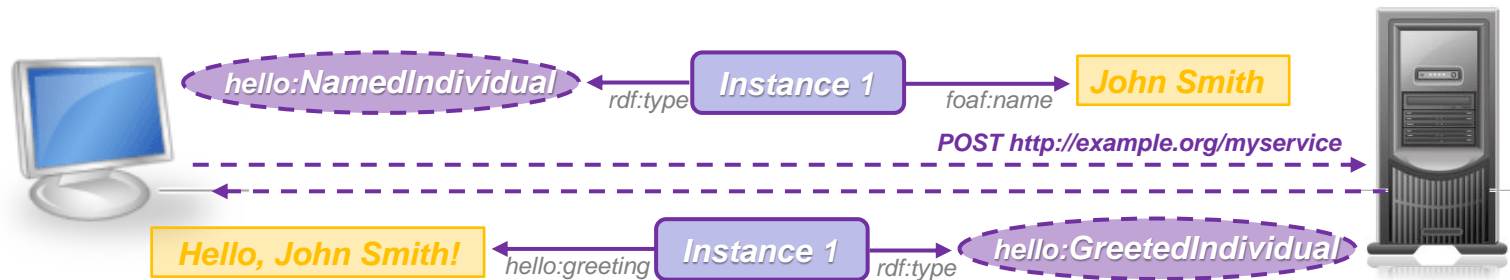 hello:NamedIndividual
rdf:type
Instance 1
foaf:name
John Smith
POST http://example.org/myservice
Hello, John Smith!
hello:greeting
Instance 1
rdf:type
hello:GreetedIndividual